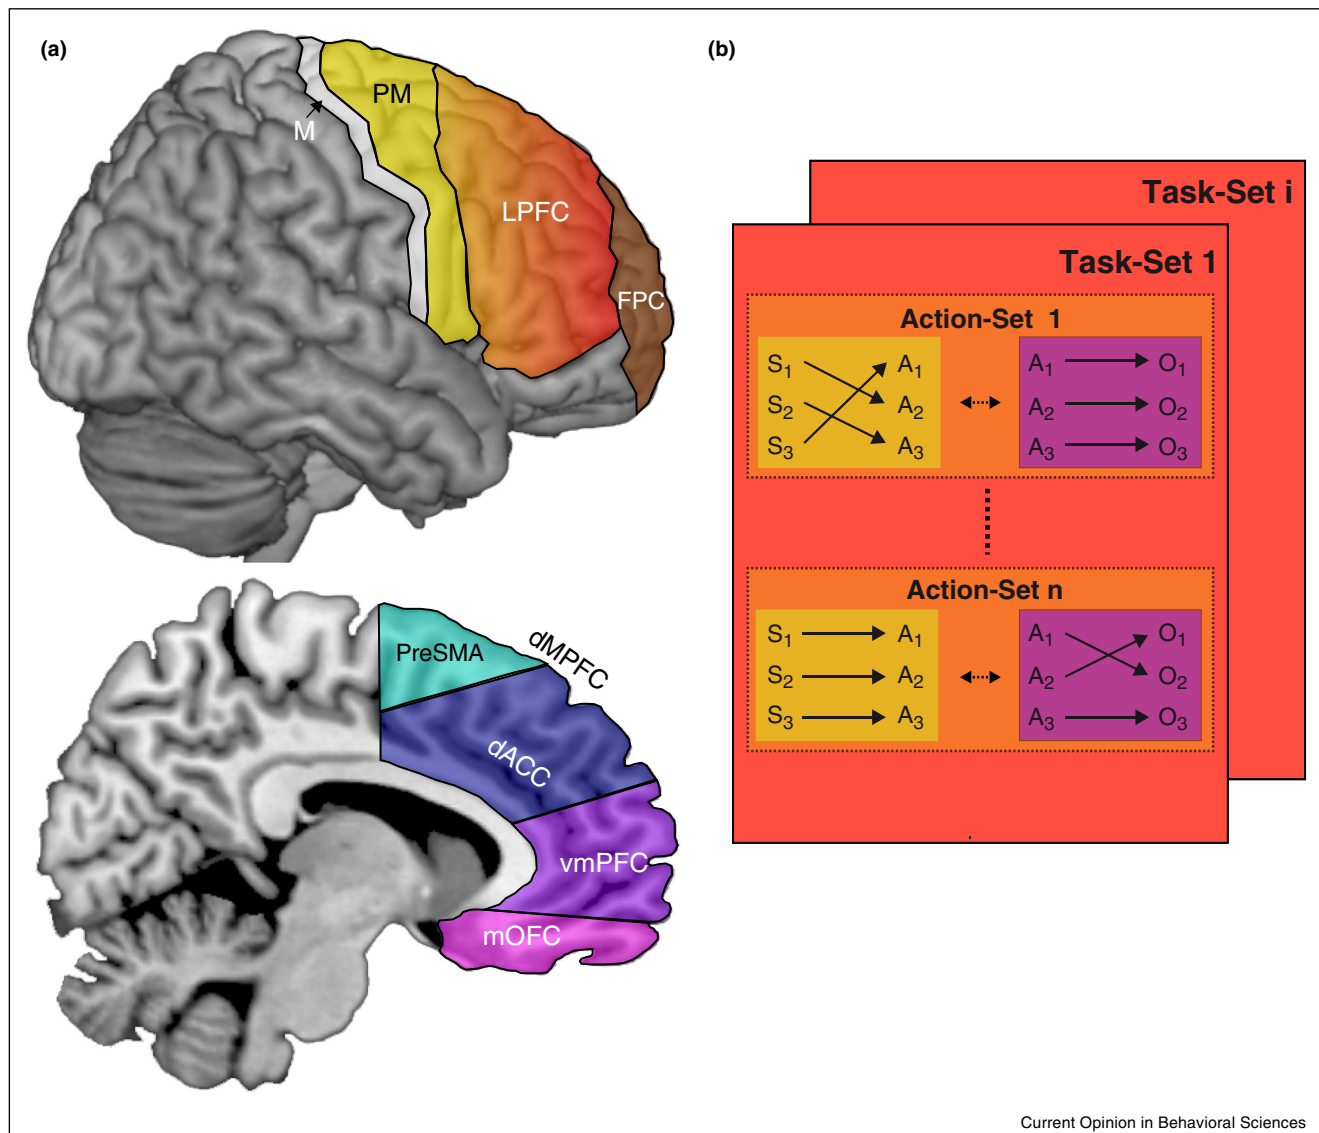 (a)
PM
M
LPFC
FPC
PreSMA
dMPFC
dACC
vmPFC
mOFC
(b)
Task-Set i
Task-Set 1
Action-Set 1
S1 A1 A1 O1
S2 A2 A2 O2
S3 A3 A3 O3
Action-Set n
S1 A1 A1 O1
S2 A2 A2 O2
S3 A3 A3 O3
Current Opinion in Behavioral Sciences